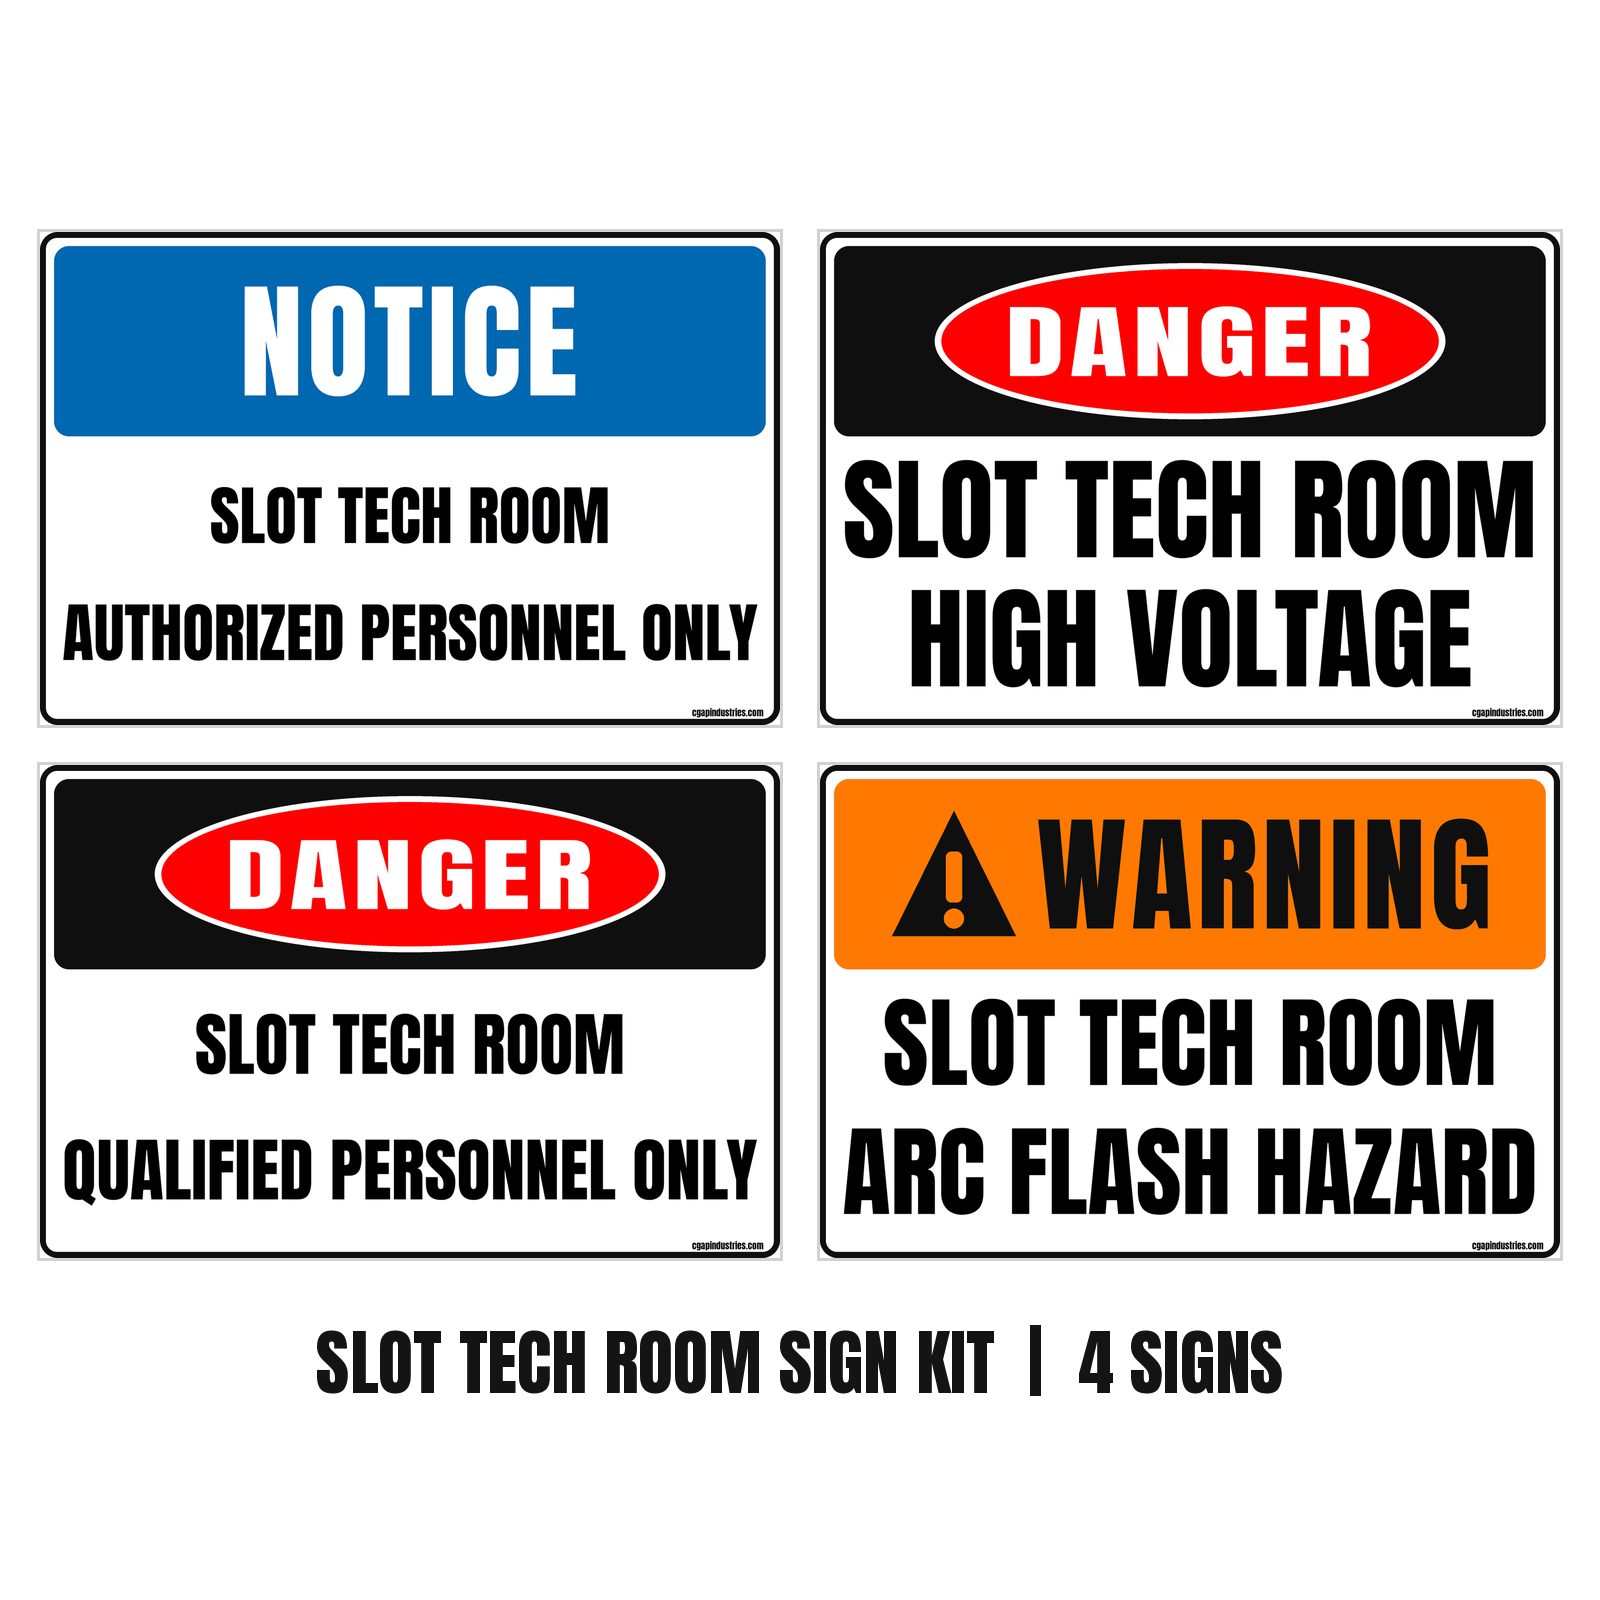 NOTICE
SLOT TECH ROOM
AUTHORIZED PERSONNEL ONLY
cgapindustries.com
DANGER
SLOT TECH ROOM
HIGH VOLTAGE
cgapindustries.com
DANGER
SLOT TECH ROOM
QUALIFIED PERSONNEL ONLY
cgapindustries.com
WARNING
SLOT TECH ROOM
ARC FLASH HAZARD
cgapindustries.com
SLOT TECH ROOM SIGN KIT | 4 SIGNS